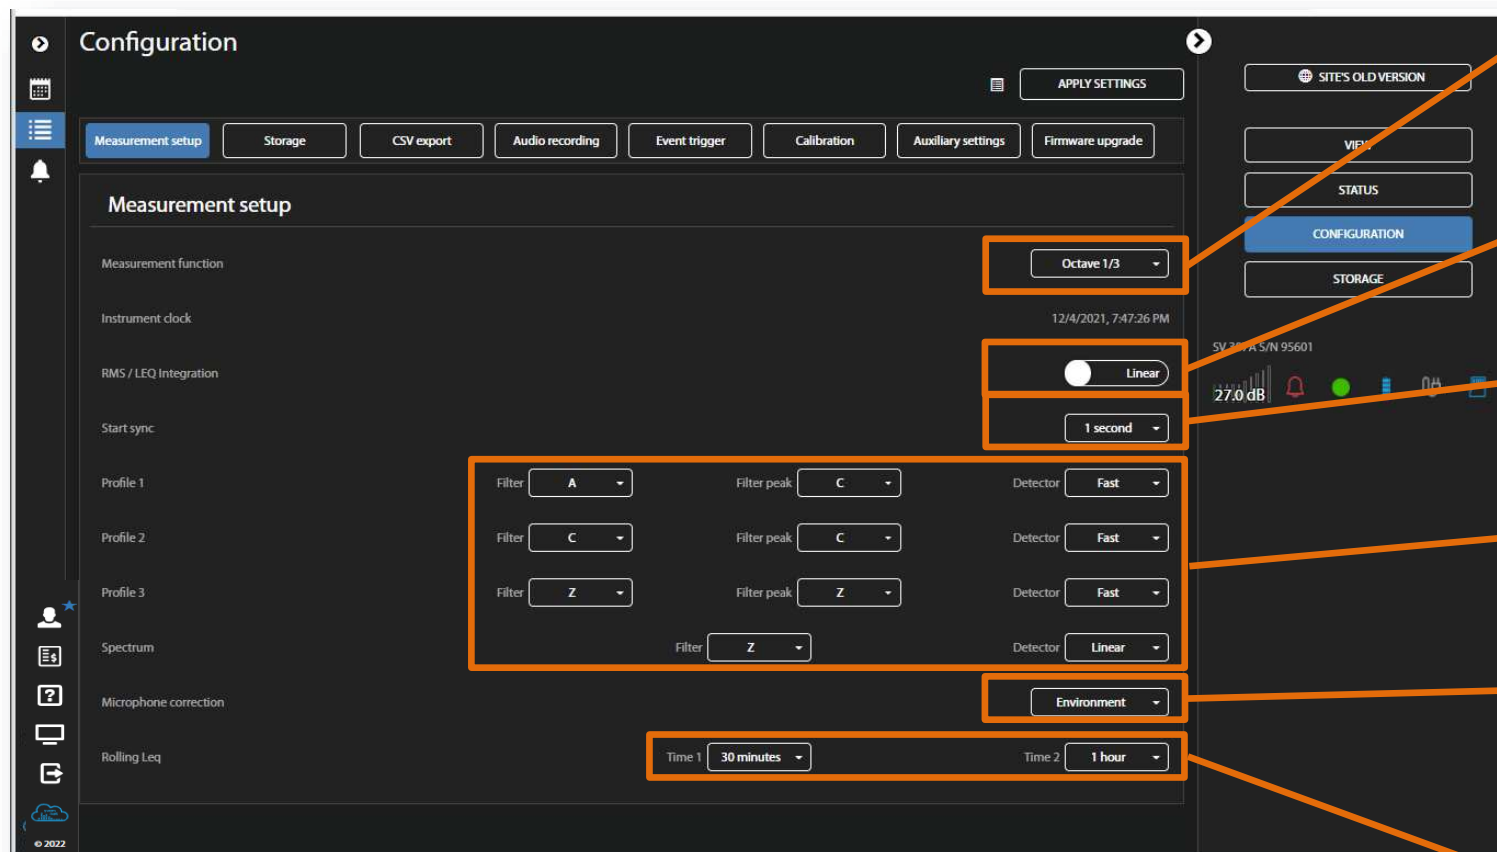 Configuration
APPLY SETTINGS
SITE'S OLD VERSION
Measurement setup Storage CSV export Audio recording Event trigger Calibration Auxiliary settings Firmware upgrade
VIEW
STATUS
CONFIGURATION
STORAGE
Measurement setup
Measurement function Octave 1/3
Instrument clock 12/4/2021, 7:47:26 PM
RMS / LEQ Integration Linear
S/N 95601
27.0 dB
Start sync 1 second
Profile 1 Filter A Filter peak C Detector Fast
Profile 2 Filter C Filter peak C Detector Fast
Profile 3 Filter Z Filter peak Z Detector Fast
Spectrum Filter Z Detector Linear
Microphone correction Environment
Rolling Leq Time 1 30 minutes Time 2 1 hour
© 2022